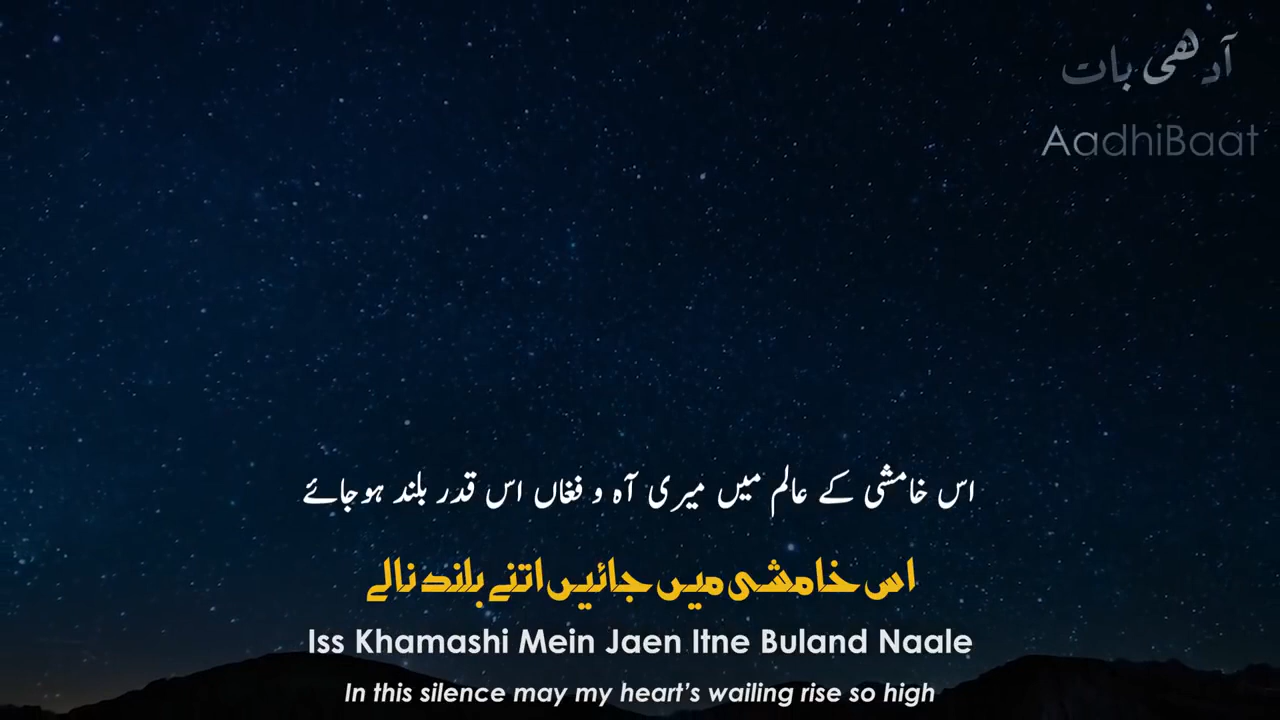 آدھی بات
AadhiBaat
اس خامشی کے عالم میں میری آہ و فغاں اس قدر بلند ہوجائے
اس خامشی میں جائیں اتنے بلند نالے
Iss Khamashi Mein Jaen Itne Buland Naale
In this silence may my heart's wailing rise so high